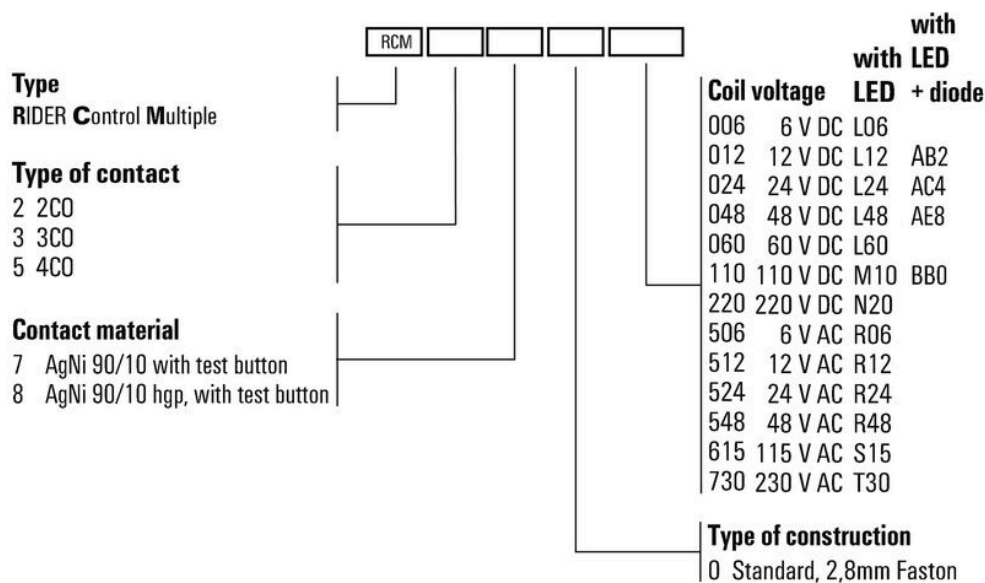 RCM
Type
RIDER Control Multiple
Type of contact
2 2CO
3 3CO
5 4CO
Contact material
7 AgNi 90/10 with test button
8 AgNi 90/10 hgp, with test button
with
with LED
Coil voltage LED + diode
006 6 V DC L06
012 12 V DC L12 AB2
024 24 V DC L24 AC4
048 48 V DC L48 AE8
060 60 V DC L60
110 110 V DC M10 BB0
220 220 V DC N20
506 6 V AC R06
512 12 V AC R12
524 24 V AC R24
548 48 V AC R48
615 115 V AC S15
730 230 V AC T30
Type of construction
0 Standard, 2,8mm Faston